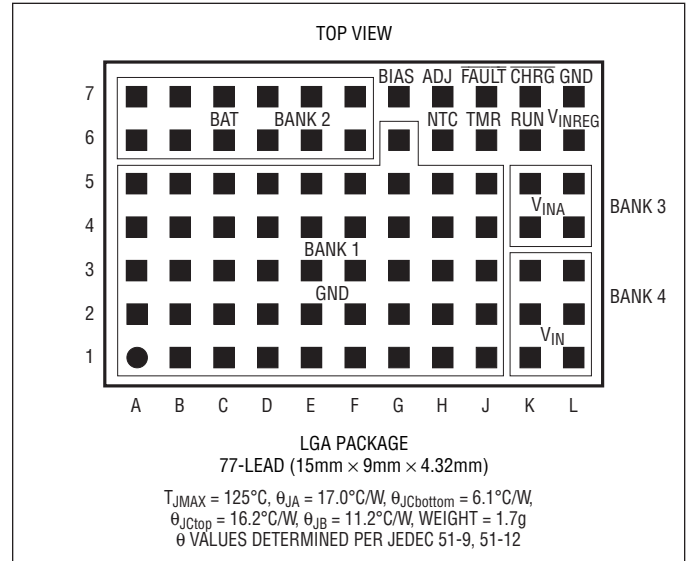 TOP VIEW
BIAS ADJ FAULT CHRG GND
7
BAT BANK 2
6 NTC TMR RUN VINREG
5
VINA BANK 3
4
BANK 1
3
GND BANK 4
2
VIN
1
A B C D E F G H J K L
LGA PACKAGE
77-LEAD (15mm × 9mm × 4.32mm)
TJMAX = 125°C, θJA = 17.0°C/W, θJCbottom = 6.1°C/W,
θJCtop = 16.2°C/W, θJB = 11.2°C/W, WEIGHT = 1.7g
θ VALUES DETERMINED PER JEDEC 51-9, 51-12